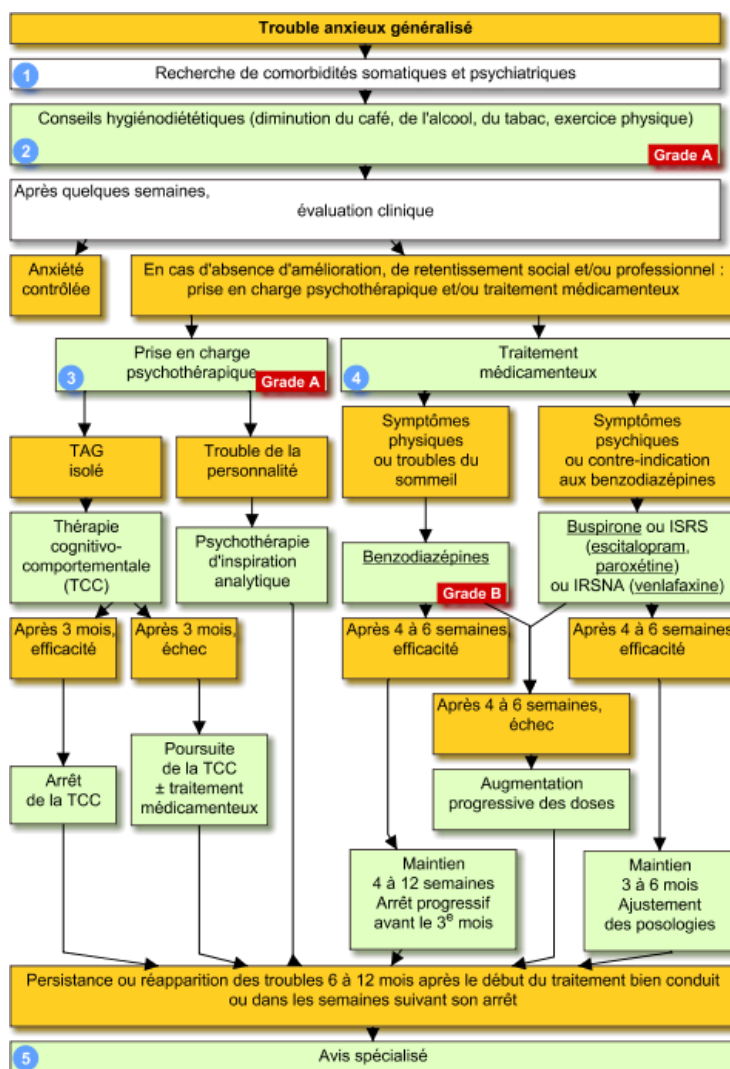 Trouble anxieux généralisé
1
Recherche de comorbidités somatiques et psychiatriques
Conseils hygiénodiététiques (diminution du café, de l'alcool, du tabac, exercice physique)
2
Grade A
Après quelques semaines,
évaluation clinique
Anxiété
contrôlée
En cas d'absence d'amélioration, de retentissement social et/ou professionnel :
prise en charge psychothérapique et/ou traitement médicamenteux
3
Prise en charge
psychothérapique
Grade A
4
Traitement
médicamenteux
TAG
isolé
Trouble de la
personnalité
Symptômes
physiques
ou troubles du
sommeil
Symptômes
psychiques
ou contre-indication
aux benzodiazépines
Thérapie
cognitivo-
comportementale
(TCC)
Psychothérapie
d'inspiration
analytique
Benzodiazépines
Grade B
Buspirone ou ISRS
(escitalopram,
paroxétine)
ou IRSNA (venlafaxine)
Après 3 mois,
efficacité
Après 3 mois,
échec
Après 4 à 6 semaines,
efficacité
Après 4 à 6 semaines
efficacité
Après 4 à 6 semaines,
échec
Arrêt
de la TCC
Poursuite
de la TCC
± traitement
médicamenteux
Augmentation
progressive des doses
Maintien
4 à 12 semaines
Arrêt progressif
avant le 3e mois
Maintien
3 à 6 mois
Ajustement
des posologies
Persistance ou réapparition des troubles 6 à 12 mois après le début du traitement bien conduit
ou dans les semaines suivant son arrêt
5
Avis spécialisé